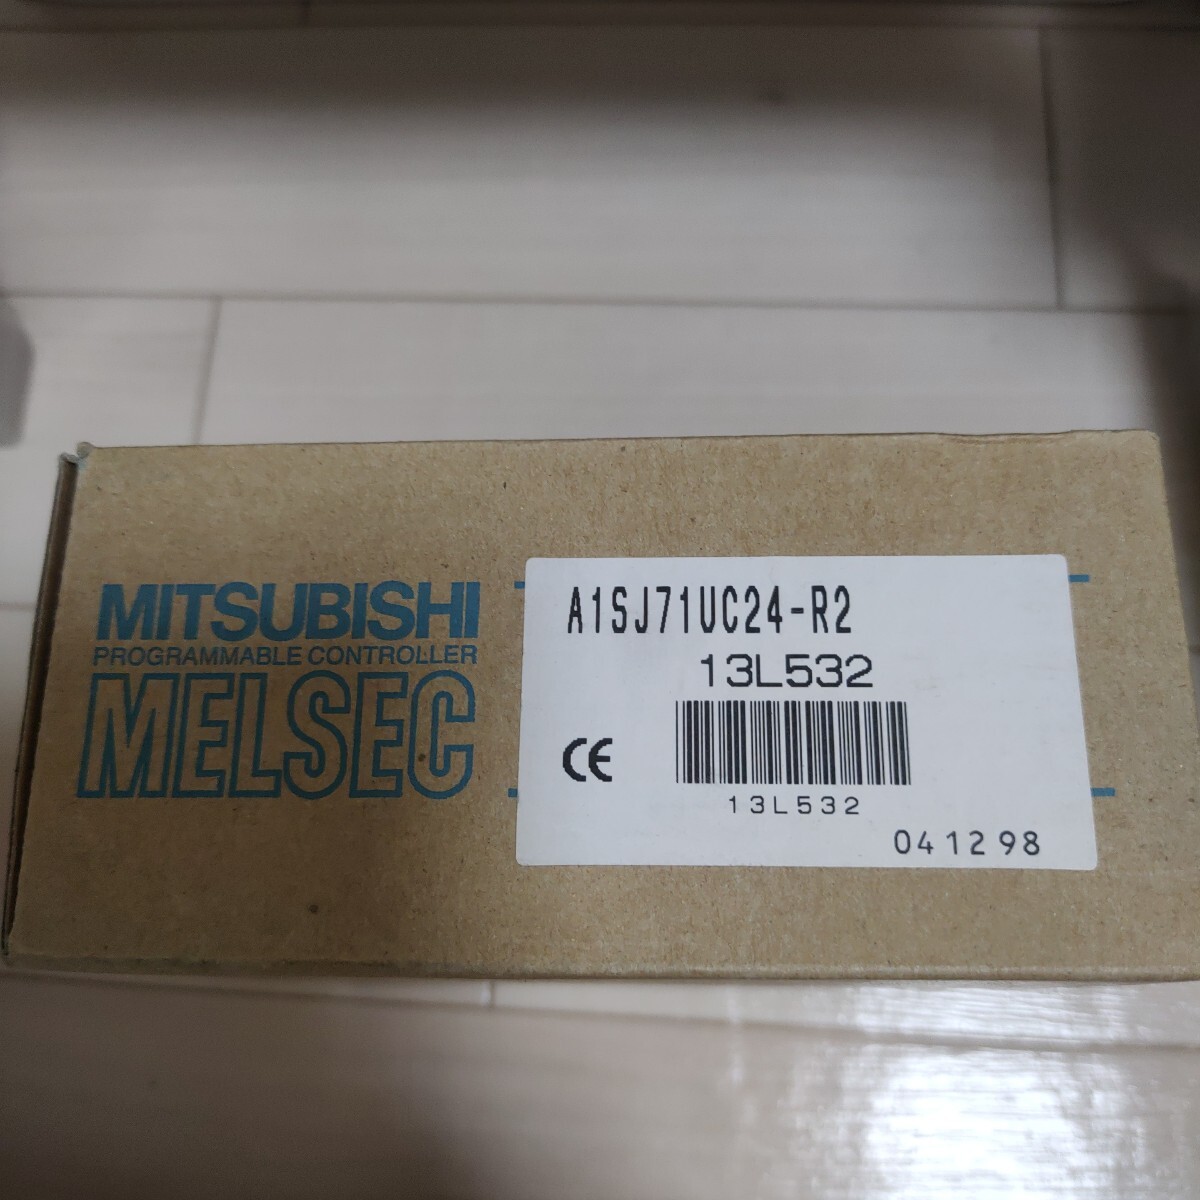 MITSUBISHI
PROGRAMMABLE CONTROLLER
MELSEC
A1SJ71UC24-R2
13L532
CE
13L532
041298